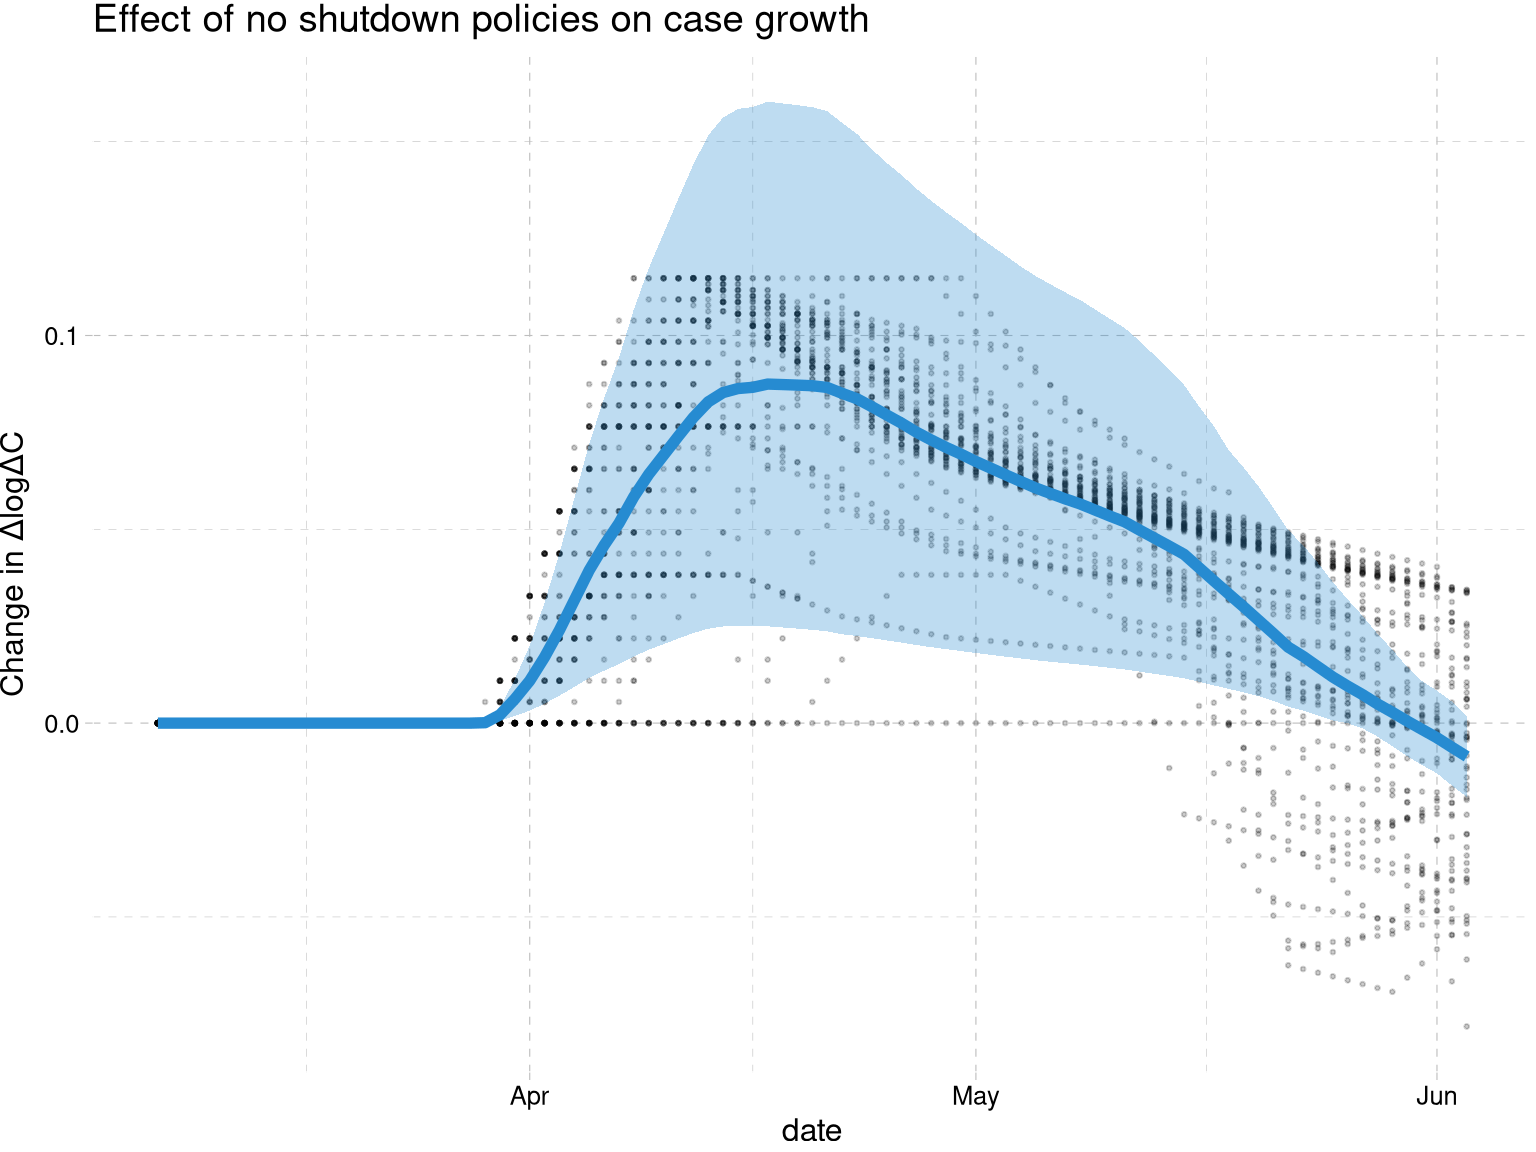 Effect of no shutdown policies on case growth
Change in ΔlogΔC
0.1
0.0
Apr
May
Jun
date